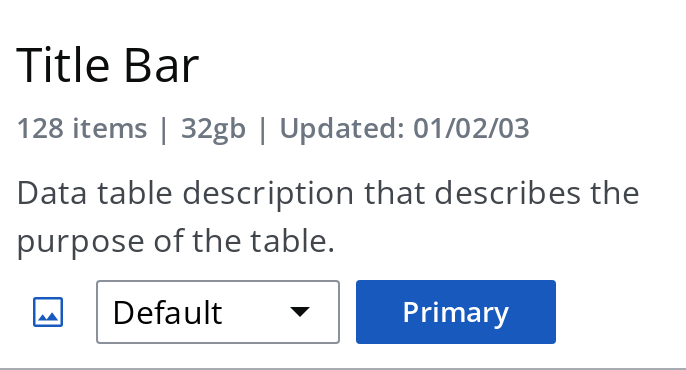 Title Bar
128 items | 32gb | Updated: 01/02/03
Data table description that describes the
purpose of the table.
Default Primary